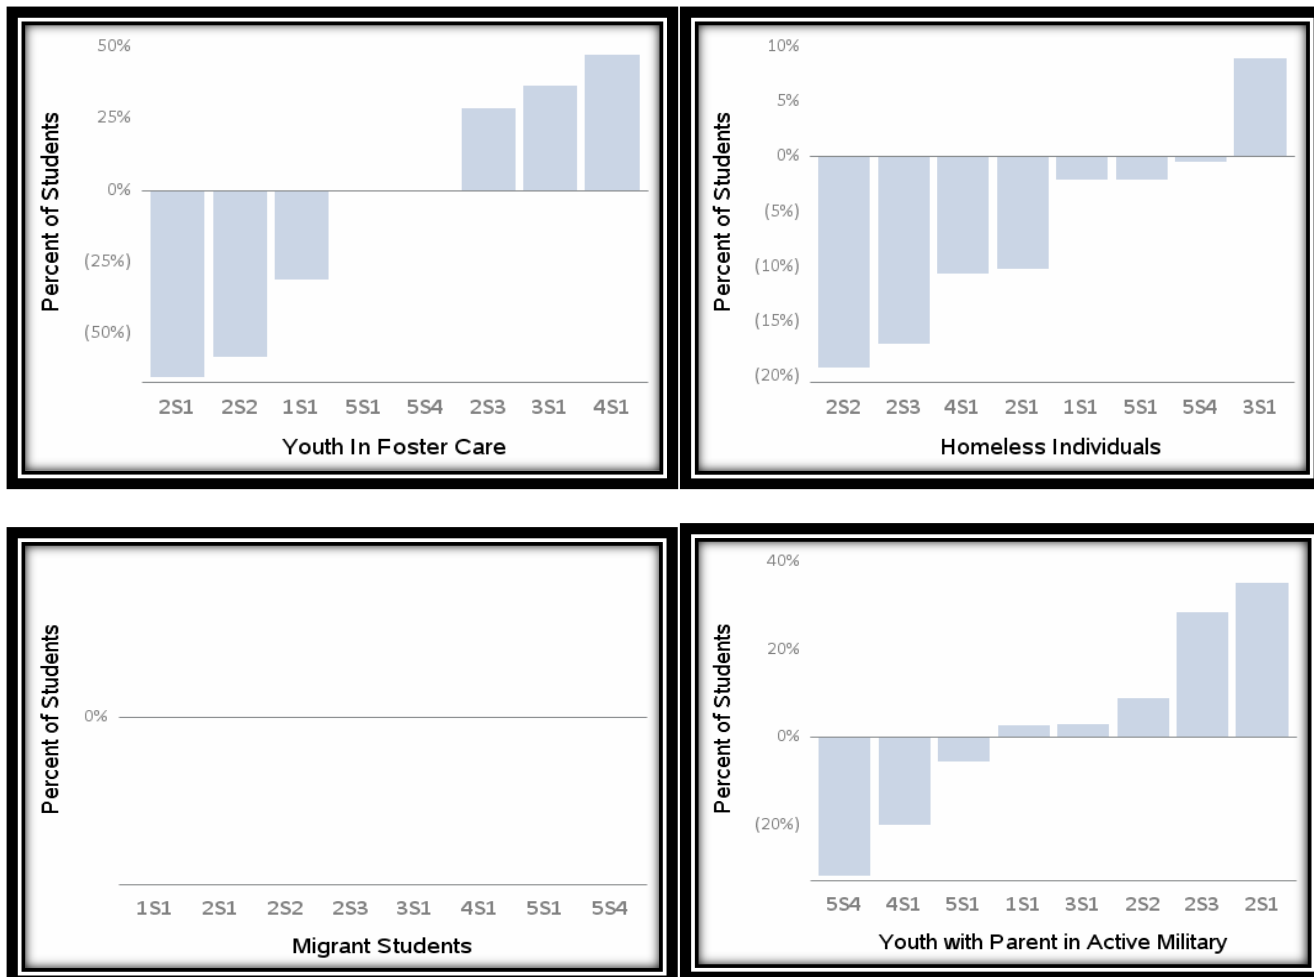 50%
25%
0%
(25%)
(50%)
Percent of Students
2S1 2S2 1S1 5S1 5S4 2S3 3S1 4S1
Youth In Foster Care
10%
5%
0%
(5%)
(10%)
(15%)
(20%)
Percent of Students
2S2 2S3 4S1 2S1 1S1 5S1 5S4 3S1
Homeless Individuals
0%
Percent of Students
1S1 2S1 2S2 2S3 3S1 4S1 5S1 5S4
Migrant Students
40%
20%
0%
(20%)
Percent of Students
5S4 4S1 5S1 1S1 3S1 2S2 2S3 2S1
Youth with Parent in Active Military